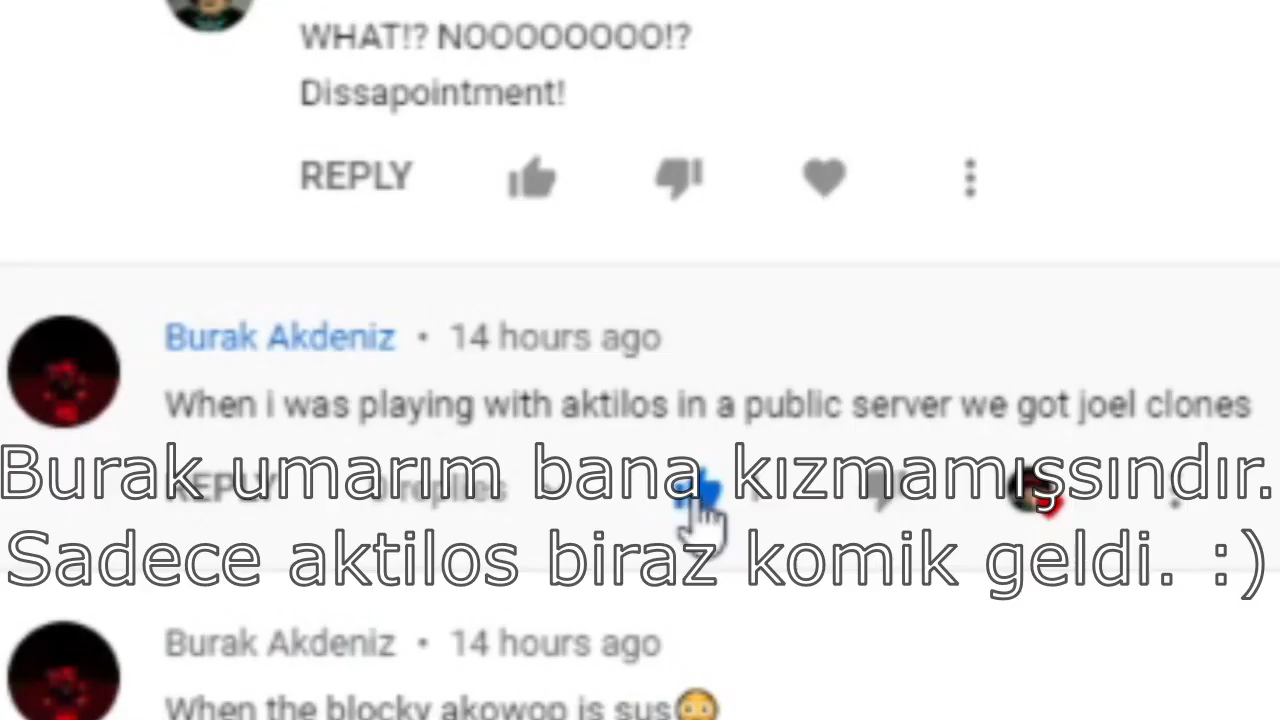 WHAT!? NOOOOOOOO!?
Dissapointment!
REPLY
Burak Akdeniz • 14 hours ago
When i was playing with aktilos in a public server we got joel clones
REPLY replies
Burak umarım bana kızmamışsındır.
Sadece aktilos biraz komik geldi. :)
Burak Akdeniz • 14 hours ago
When the blocky akowop is sus😳